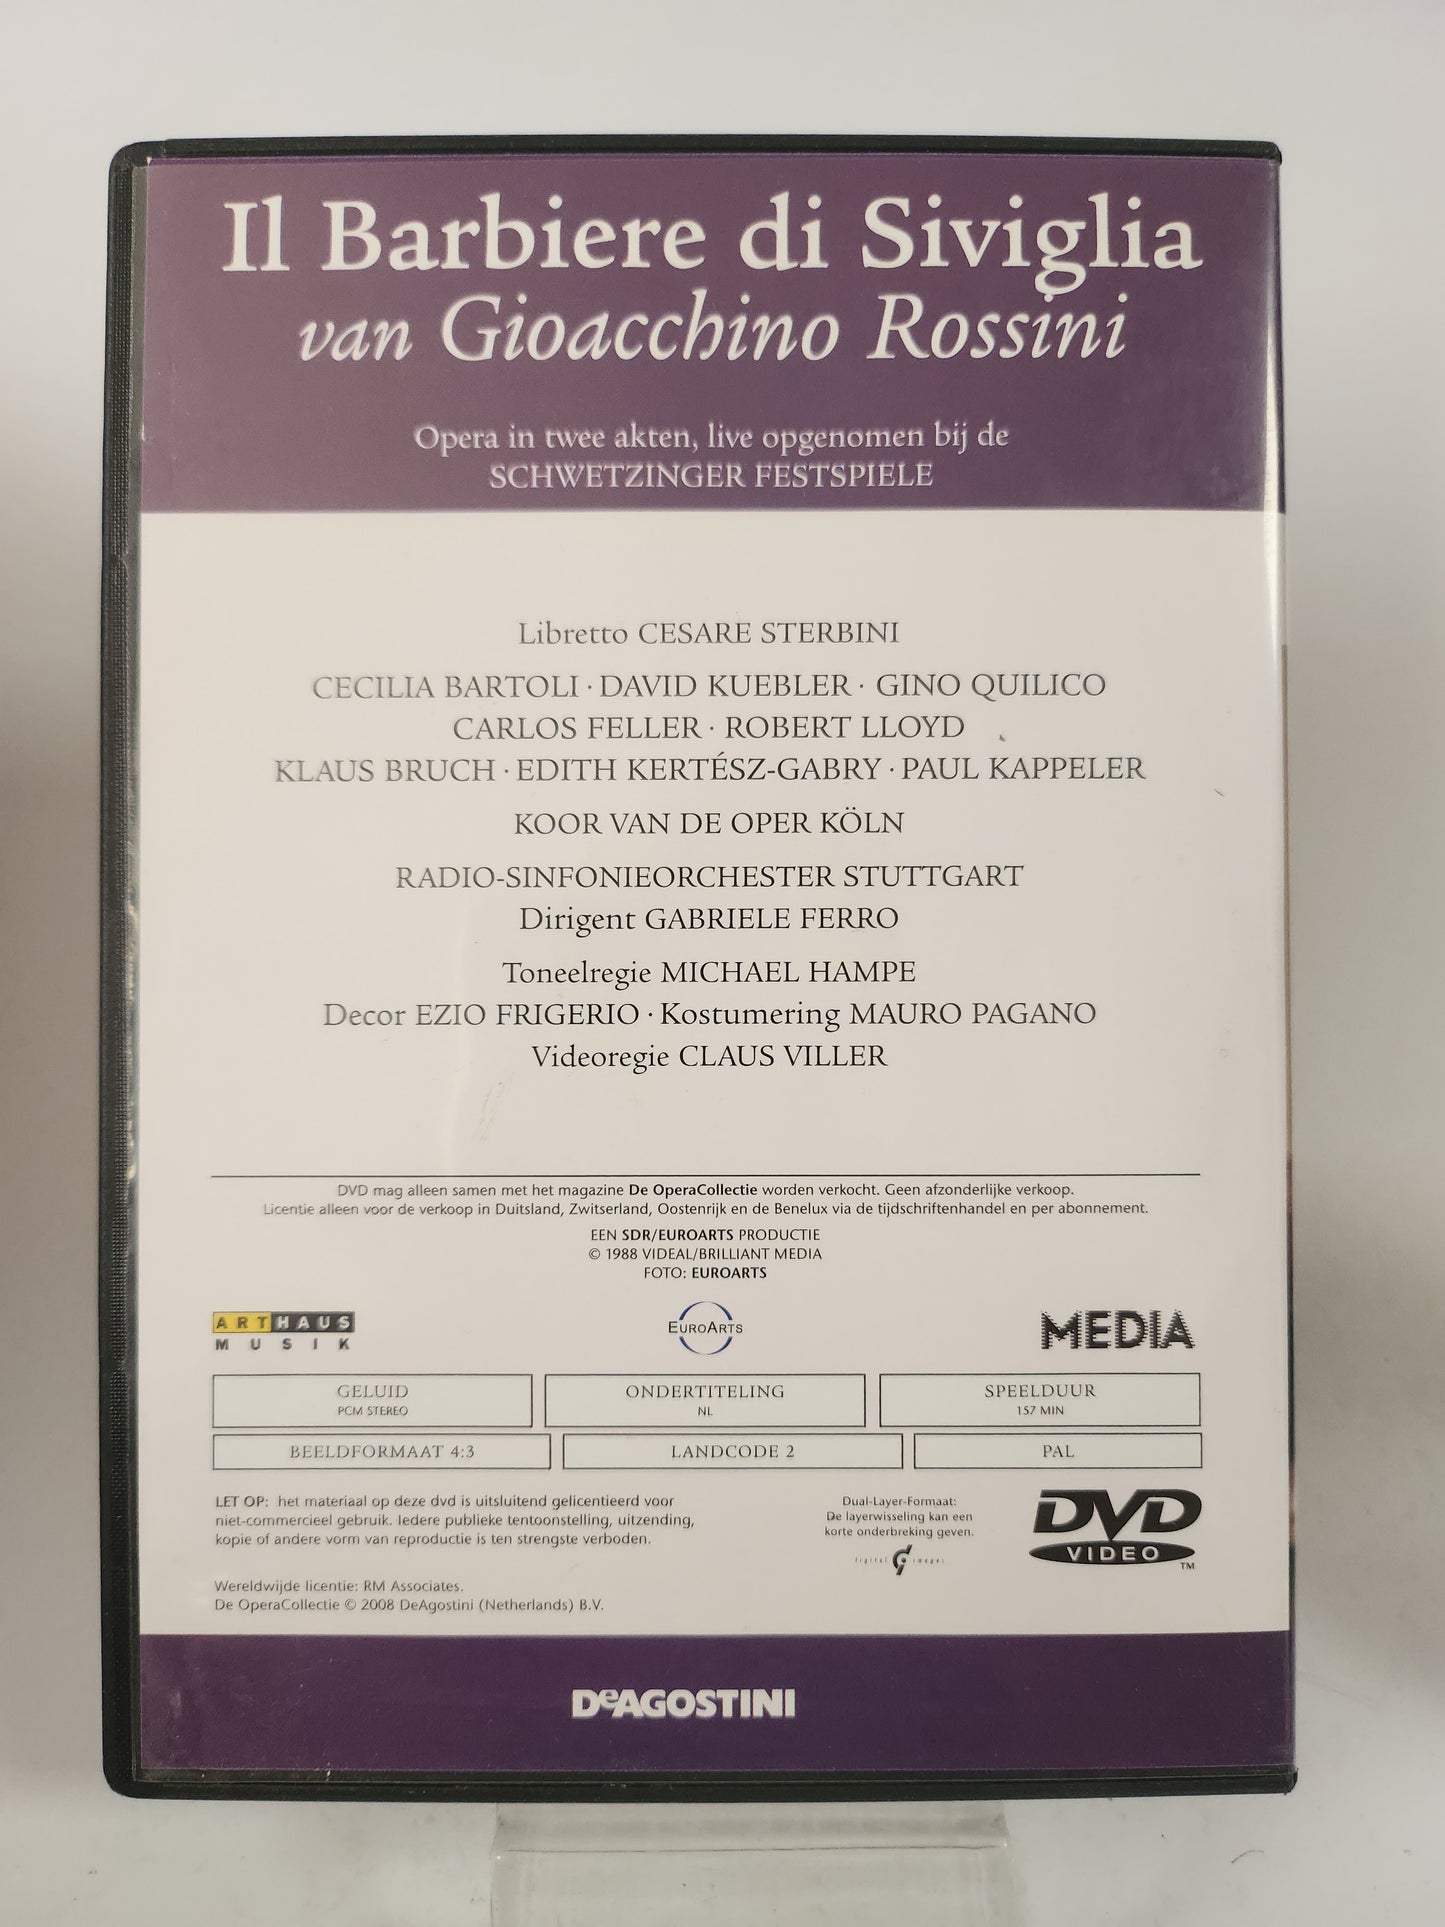 Il Barbiere di Siviglia
van Gioacchino Rossini
Opera in twee akten, live opgenomen bij de
SCHWETZINGER FESTSPIELE
Libretto CESARE STERBINI
CECILIA BARTOLI · DAVID KUEBLER · GINO QUILICO
CARLOS FELLER · ROBERT LLOYD
KLAUS BRUCH · EDITH KERTÉSZ-GABRY · PAUL KAPPELER
KOOR VAN DE OPER KÖLN
RADIO-SINFONIEORCHESTER STUTTGART
Dirigent GABRIELE FERRO
Toneelregie MICHAEL HAMPE
Decor EZIO FRIGERIO · Kostumering MAURO PAGANO
Videoregie CLAUS VILLER
DVD mag alleen samen met het magazine De OperaCollectie worden verkocht. Geen afzonderlijke verkoop.
Licentie alleen voor de verkoop in Duitsland, Zwitserland, Oostenrijk en de Benelux via de tijdschriftenhandel en per abonnement.
EEN SDR/EUROARTS PRODUCTIE
© 1988 VIDEAL/BRILLIANT MEDIA
FOTO: EUROARTS
ARTHAUS
MUSIK
EUROARTS
MEDIA
GELUID
PCM STEREO
ONDERTITELING
NL
SPEELDUUR
157 MIN
BEELDFORMAAT 4:3
LANDCODE 2
PAL
LET OP: het materiaal op deze dvd is uitsluitend gelicentieerd voor
niet-commercieel gebruik. Iedere publieke tentoonstelling, uitzending,
kopie of andere vorm van reproductie is ten strengste verboden.
Dual-Layer-Formaat:
De layerwisseling kan een
korte onderbreking geven.
DVD
VIDEO
TM
Wereldwijde licentie: RM Associates.
De OperaCollectie © 2008 DeAgostini (Netherlands) B.V.
DeAGOSTINI